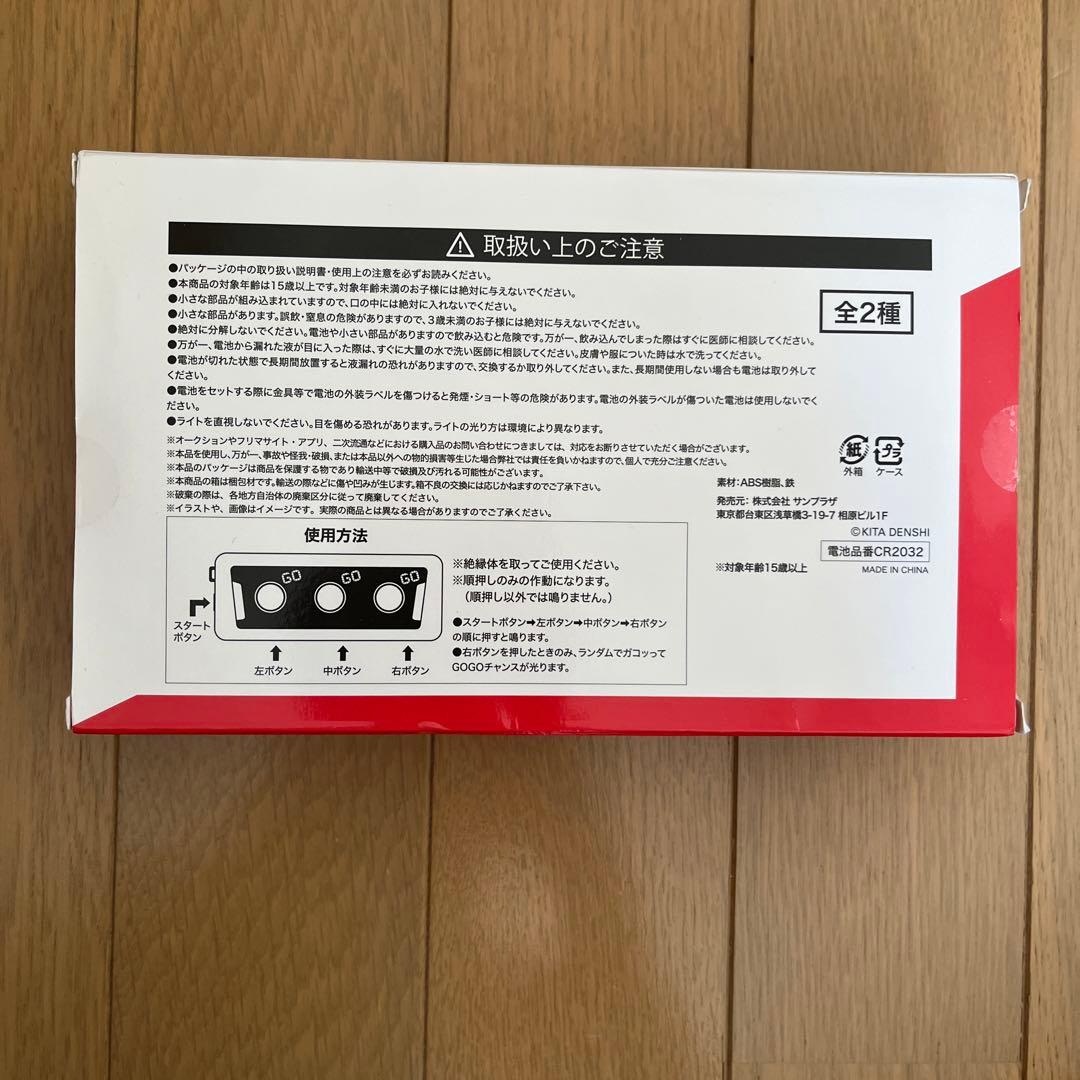 ⚠ 取扱い上のご注意
●パッケージの中の取り扱い説明書・使用上の注意を必ずお読みください。
●本商品の対象年齢は15歳以上です。対象年齢未満のお子様には絶対に与えないでください。
●小さな部品が組み込まれていますので、口の中には絶対に入れないでください。
●小さな部品があります。誤飲・窒息の危険がありますので、3歳未満のお子様には絶対に与えないでください。
●絶対に分解しないでください。電池や小さい部品がありますので飲み込むと危険です。万が一、飲み込んでしまった際はすぐに医師に相談してください。
●万が一、電池から漏れた液が目に入った際は、すぐに大量の水で洗い医師に相談してください。皮膚や服についた時は水で洗ってください。
●電池が切れた状態で長期間放置すると液漏れの恐れがありますので、交換するか取り外してください。また、長期間使用しない場合も電池は取り外して
ください。
●電池をセットする際に金具等で電池の外装ラベルを傷つけると発煙・ショート等の危険があります。電池の外装ラベルが傷ついた電池は使用しないでく
ださい。
●ライトを直視しないでください。目を傷める恐れがあります。ライトの光り方は環境により異なります。
※オークションやフリマサイト・アプリ、二次流通などにおける購入品のお問い合わせにつきましては、対応をお断りさせていただく場合がございます。
※本品を使用し、万が一、事故や怪我・破損、または本品以外への物的損害等生じた場合弊社では責任を負いかねますので、個人で充分ご注意ください。
※本品のパッケージは商品を保護する物であり輸送中等で破損及び汚れる可能性がございます。
※本商品の箱は梱包材です。輸送の際などに傷や凹みが生じます。箱不良の交換には応じかねますのでご了承下さい。
※破棄の際は、各地方自治体の廃棄区分に従って廃棄してください。
※イラストや、画像はイメージです。実際の商品とは異なる場合がありますのでご了承ください。
全2種
紙
外箱
プラ
ケース
素材:ABS樹脂、鉄
発売元: 株式会社 サンプラザ
東京都台東区浅草橋3-19-7 相原ビル1F
©KITA DENSHI
電池品番CR2032
※対象年齢15歳以上
MADE IN CHINA
使用方法
GO
GO
GO
スタート
ボタン
左ボタン
中ボタン
右ボタン
※絶縁体を取ってご使用ください。
※順押しのみの作動になります。
(順押し以外では鳴りません。)
●スタートボタン➡左ボタン➡中ボタン➡右ボタン
の順に押すと鳴ります。
●右ボタンを押したときのみ、ランダムでガコッって
GOGOチャンスが光ります。